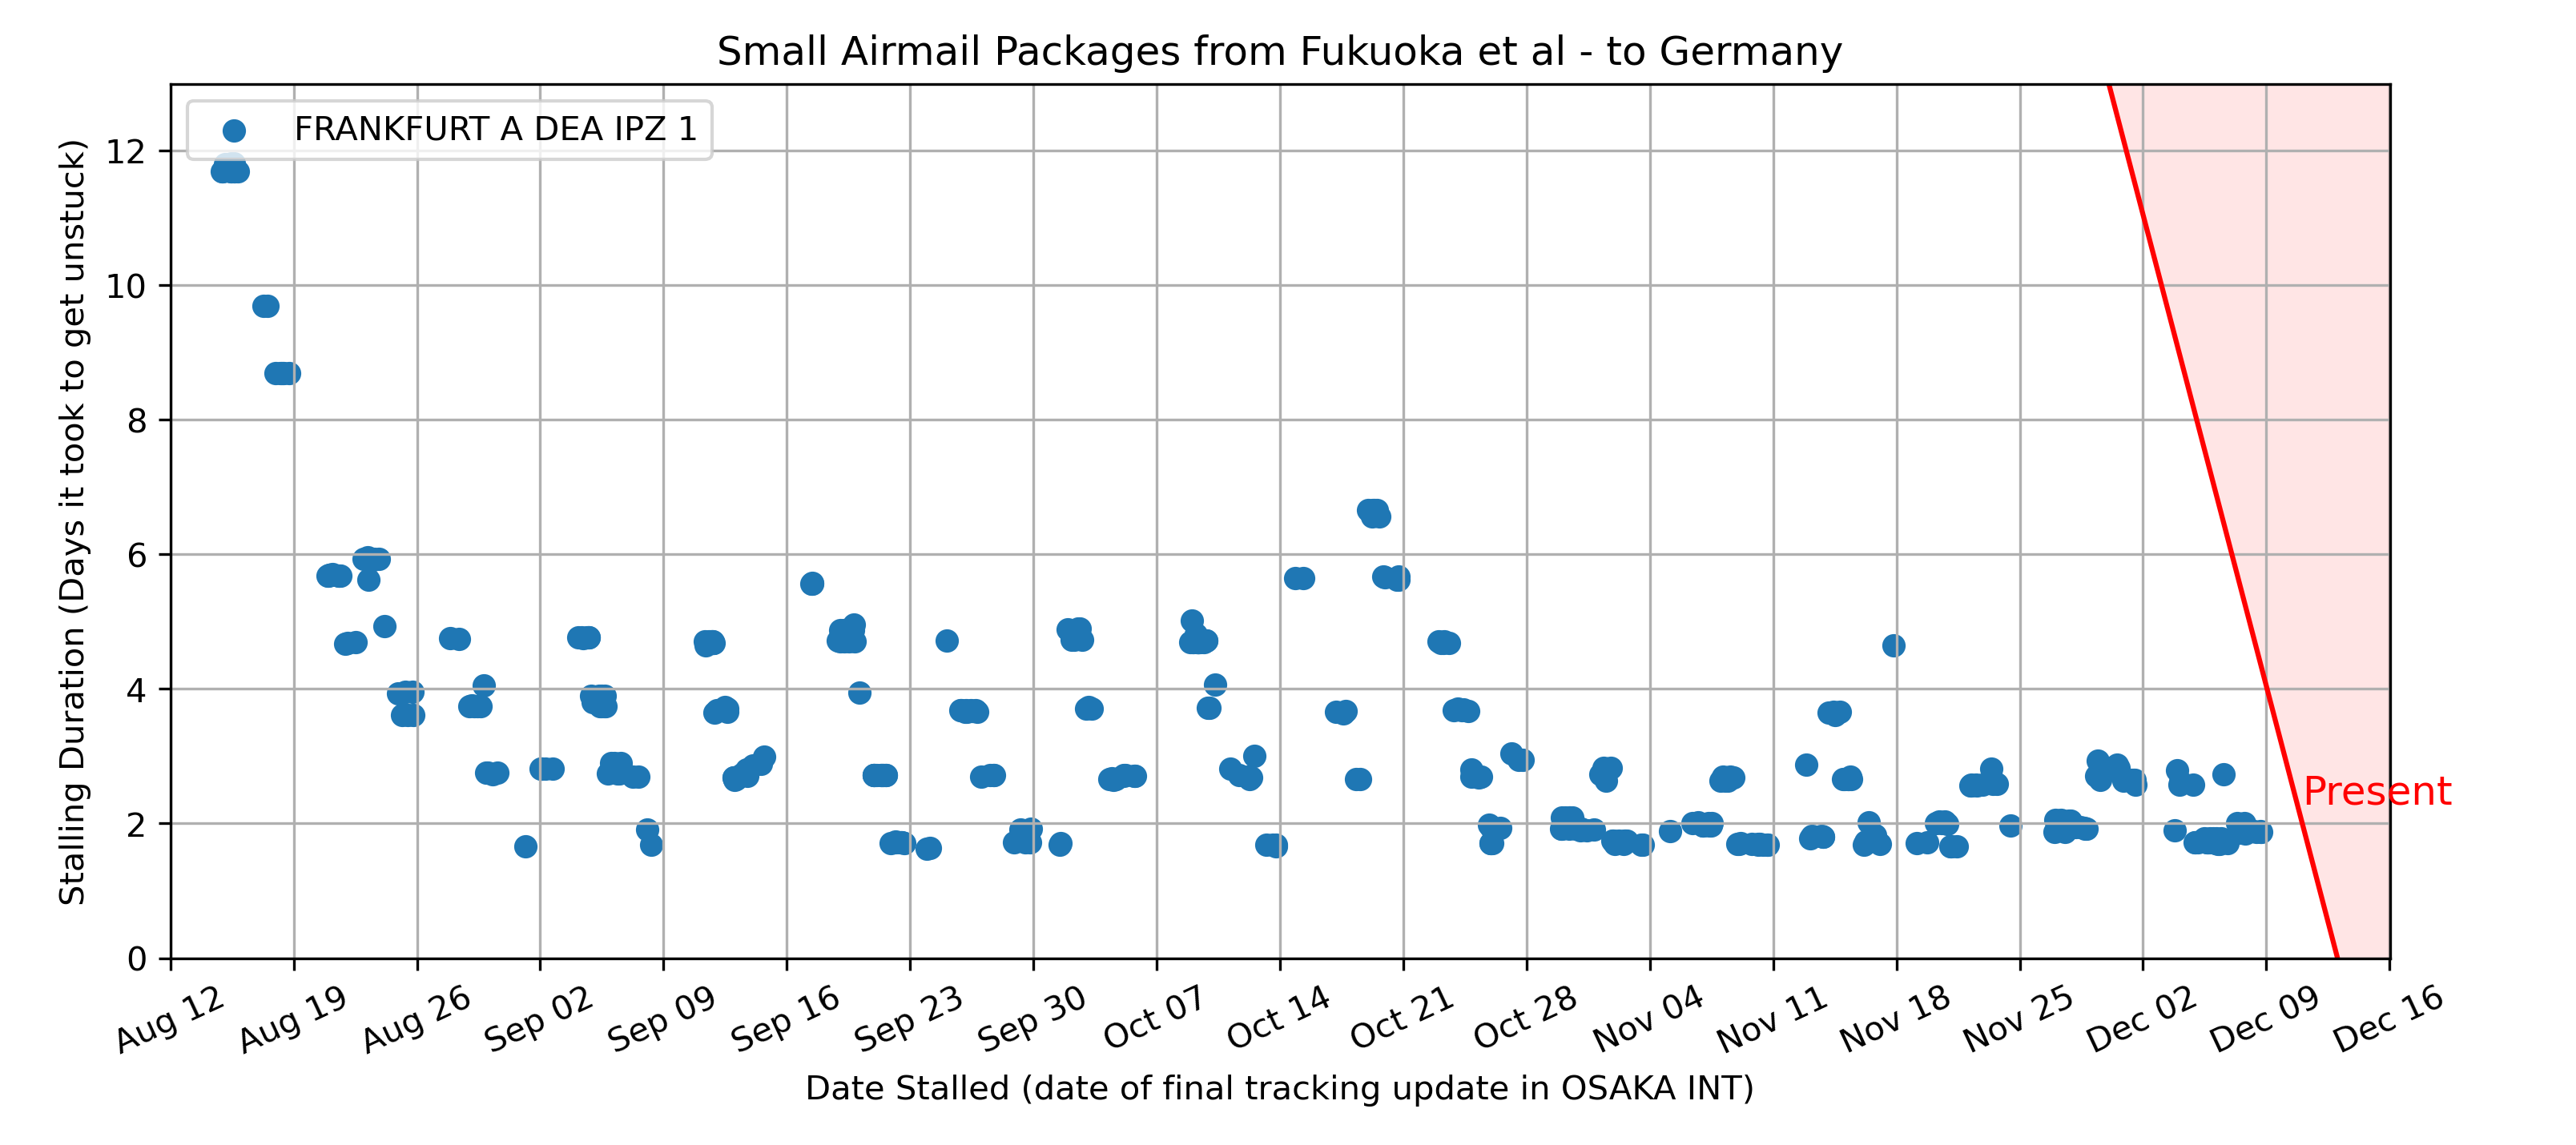 Small Airmail Packages from Fukuoka et al - to Germany
FRANKFURT A DEA IPZ 1
Stalling Duration (Days it took to get unstuck)
12
10
8
6
4
2
0
Present
Aug 12
Aug 19
Aug 26
Sep 02
Sep 09
Sep 16
Sep 23
Sep 30
Oct 07
Oct 14
Oct 21
Oct 28
Nov 04
Nov 11
Nov 18
Nov 25
Dec 02
Dec 09
Dec 16
Date Stalled (date of final tracking update in OSAKA INT)